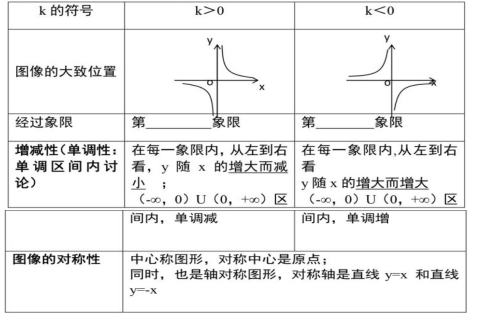 k 的符号
k＞0
k＜0
图像的大致位置
y
o
x
y
o
x
经过象限
第________象限
第________象限
增减性（单调性：
单调区间内讨
论）
在每一象限内，从左到右
看，y 随 x 的增大而减
小 ；
（-∞，0）U（0，+∞）区
在每一象限内,从左到右
看
y 随 x 的增大而增大
（-∞，0）U（0，+∞）区
间内，单调减
间内，单调增
图像的对称性
中心称图形，对称中心是原点；
同时，也是轴对称图形，对称轴是直线 y=x 和直线
y=-x